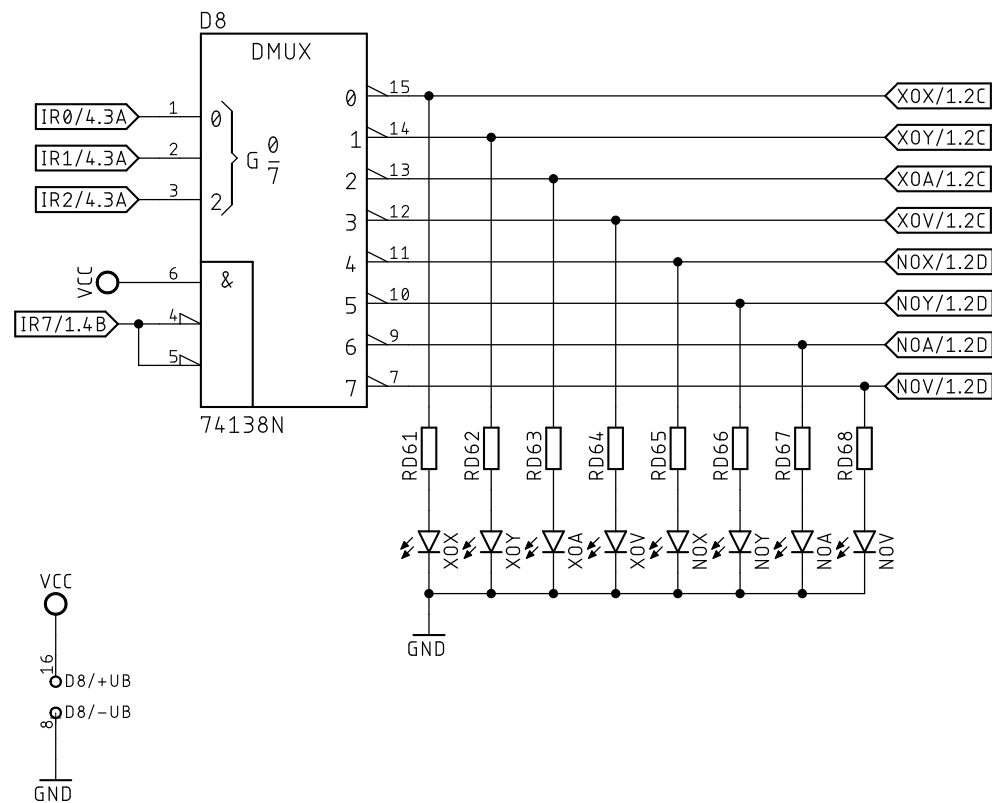 D8
DMUX
IR0/4.3A
1
0
IR1/4.3A
2
G 0/7
IR2/4.3A
3
2
VCC
6
&
IR7/1.4B
4
5
74138N
0
15
XOX/1.2C
1
14
XOY/1.2C
2
13
XOA/1.2C
3
12
XOV/1.2C
4
11
NOX/1.2D
5
10
NOY/1.2D
6
9
NOA/1.2D
7
7
NOV/1.2D
RD61
RD62
RD63
RD64
RD65
RD66
RD67
RD68
XOX
XOY
XOA
XOV
NOX
NOY
NOA
NOV
GND
VCC
16
D8/+UB
D8/-UB
8
GND